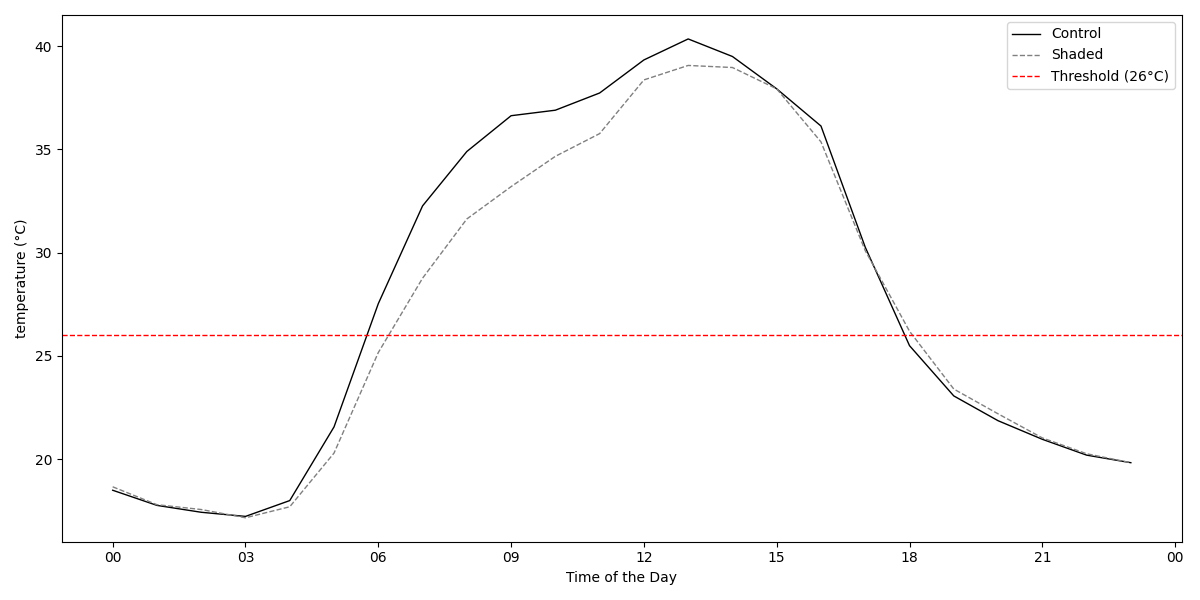 Control
Shaded
Threshold (26°C)
temperature (°C)
40
35
30
25
20
00 03 06 09 12 15 18 21 00
Time of the Day